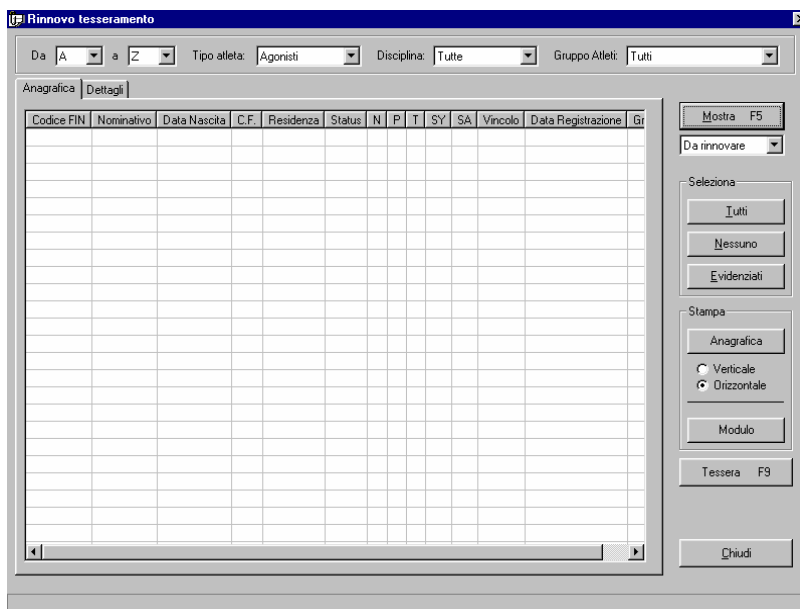 Rinnovo tesseramento
Da A a Z Tipo atleta: Agonisti Disciplina: Tutte Gruppo Atleti: Tutti
Anagrafica Dettagli
Codice FIN Nominativo Data Nascita C.F. Residenza Status N P T SY SA Vincolo Data Registrazione Gr
Mostra F5
Da rinnovare
Seleziona
Tutti
Nessuno
Evidenziati
Stampa
Anagrafica
Verticale
Orizzontale
Modulo
Tessera F9
Chiudi